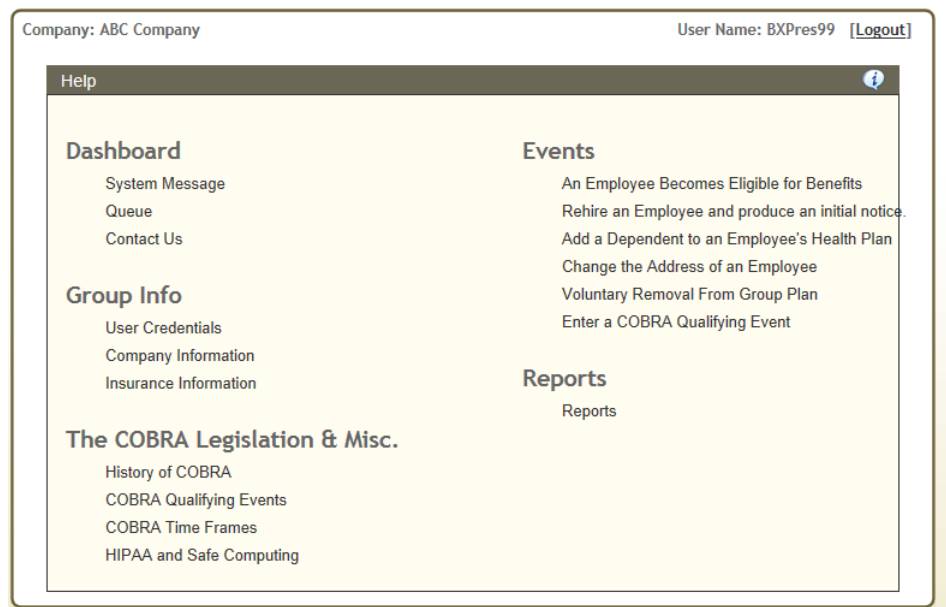 Company: ABC Company
User Name: BXPres99 [Logout]
Help
Dashboard
System Message
Queue
Contact Us
Group Info
User Credentials
Company Information
Insurance Information
The COBRA Legislation & Misc.
History of COBRA
COBRA Qualifying Events
COBRA Time Frames
HIPAA and Safe Computing
Events
An Employee Becomes Eligible for Benefits
Rehire an Employee and produce an initial notice.
Add a Dependent to an Employee's Health Plan
Change the Address of an Employee
Voluntary Removal From Group Plan
Enter a COBRA Qualifying Event
Reports
Reports